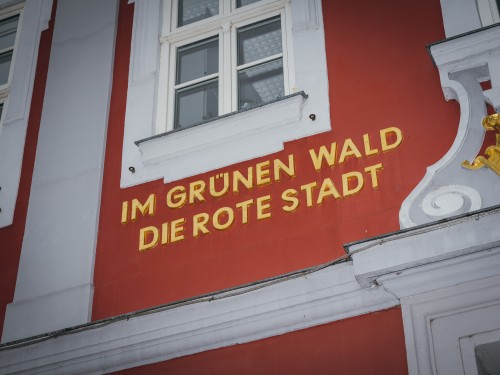 IM GRÜNEN WALD
DIE ROTE STADT